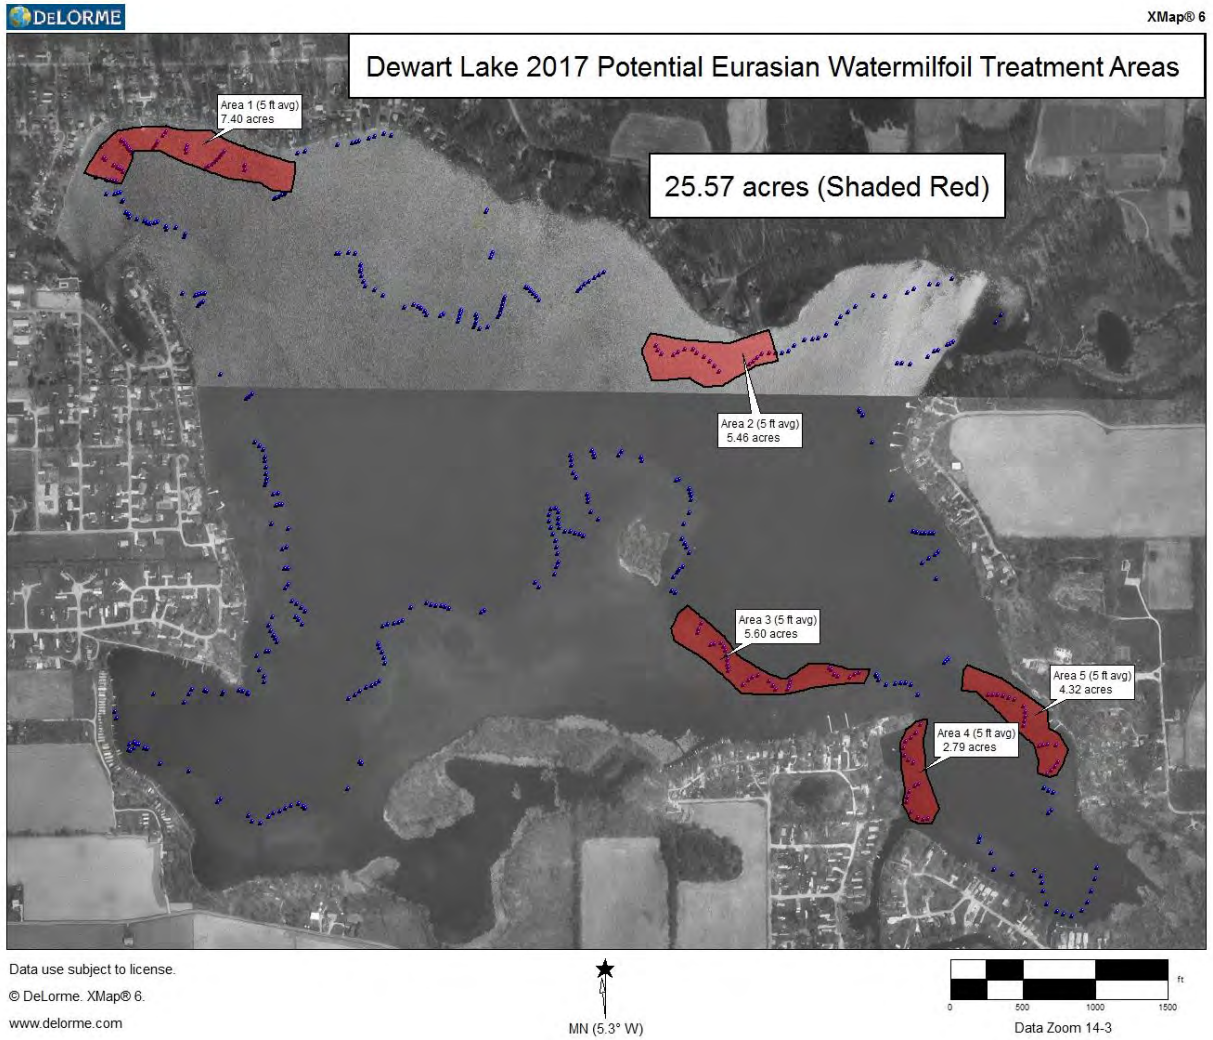 DELORME
XMap® 6
Dewart Lake 2017 Potential Eurasian Watermilfoil Treatment Areas
Area 1 (5 ft avg)
7.40 acres
25.57 acres (Shaded Red)
Area 2 (5 ft avg)
5.46 acres
Area 3 (5 ft avg)
5.60 acres
Area 5 (5 ft avg)
4.32 acres
Area 4 (5 ft avg)
2.79 acres
Data use subject to license.
© DeLorme. XMap® 6.
www.delorme.com
MN (5.3° W)
ft
0 500 1000 1500
Data Zoom 14-3